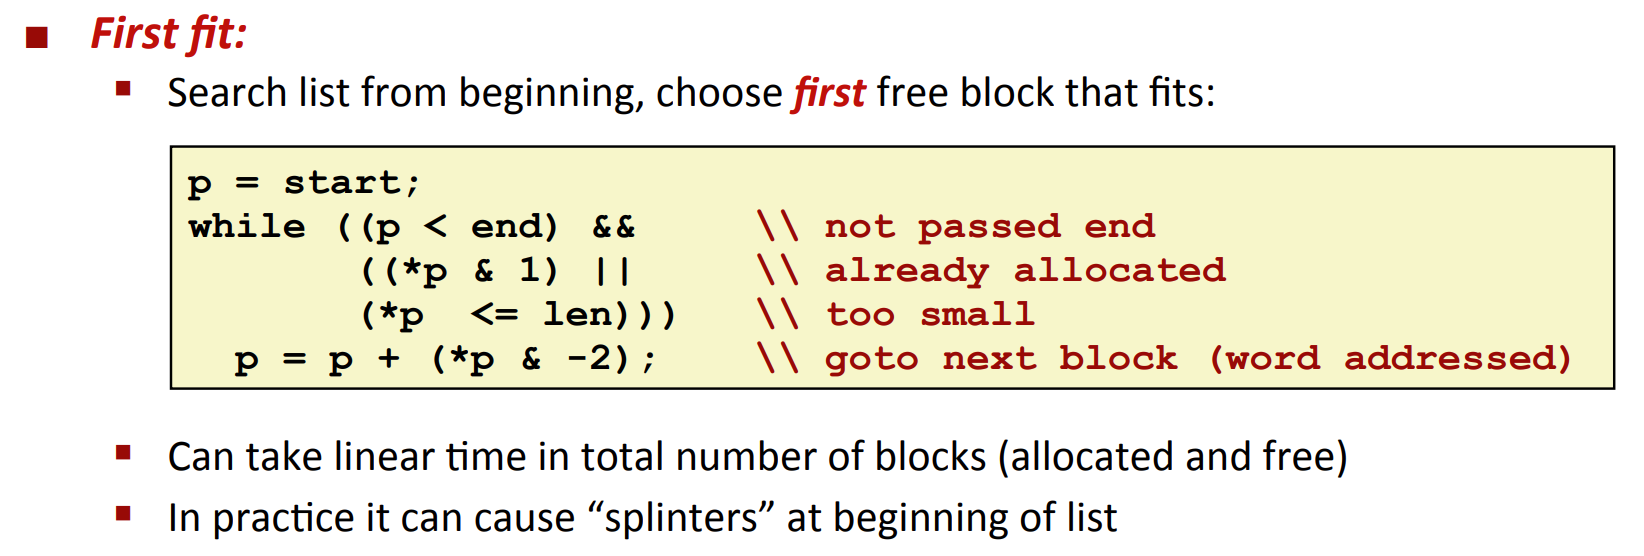 First fit:
Search list from beginning, choose first free block that fits:
p = start;
while ((p < end) &&     \\ not passed end
       ((*p & 1) ||     \\ already allocated
       (*p  <= len)))   \\ too small
  p = p + (*p & -2);    \\ goto next block (word addressed)
Can take linear time in total number of blocks (allocated and free)
In practice it can cause “splinters” at beginning of list